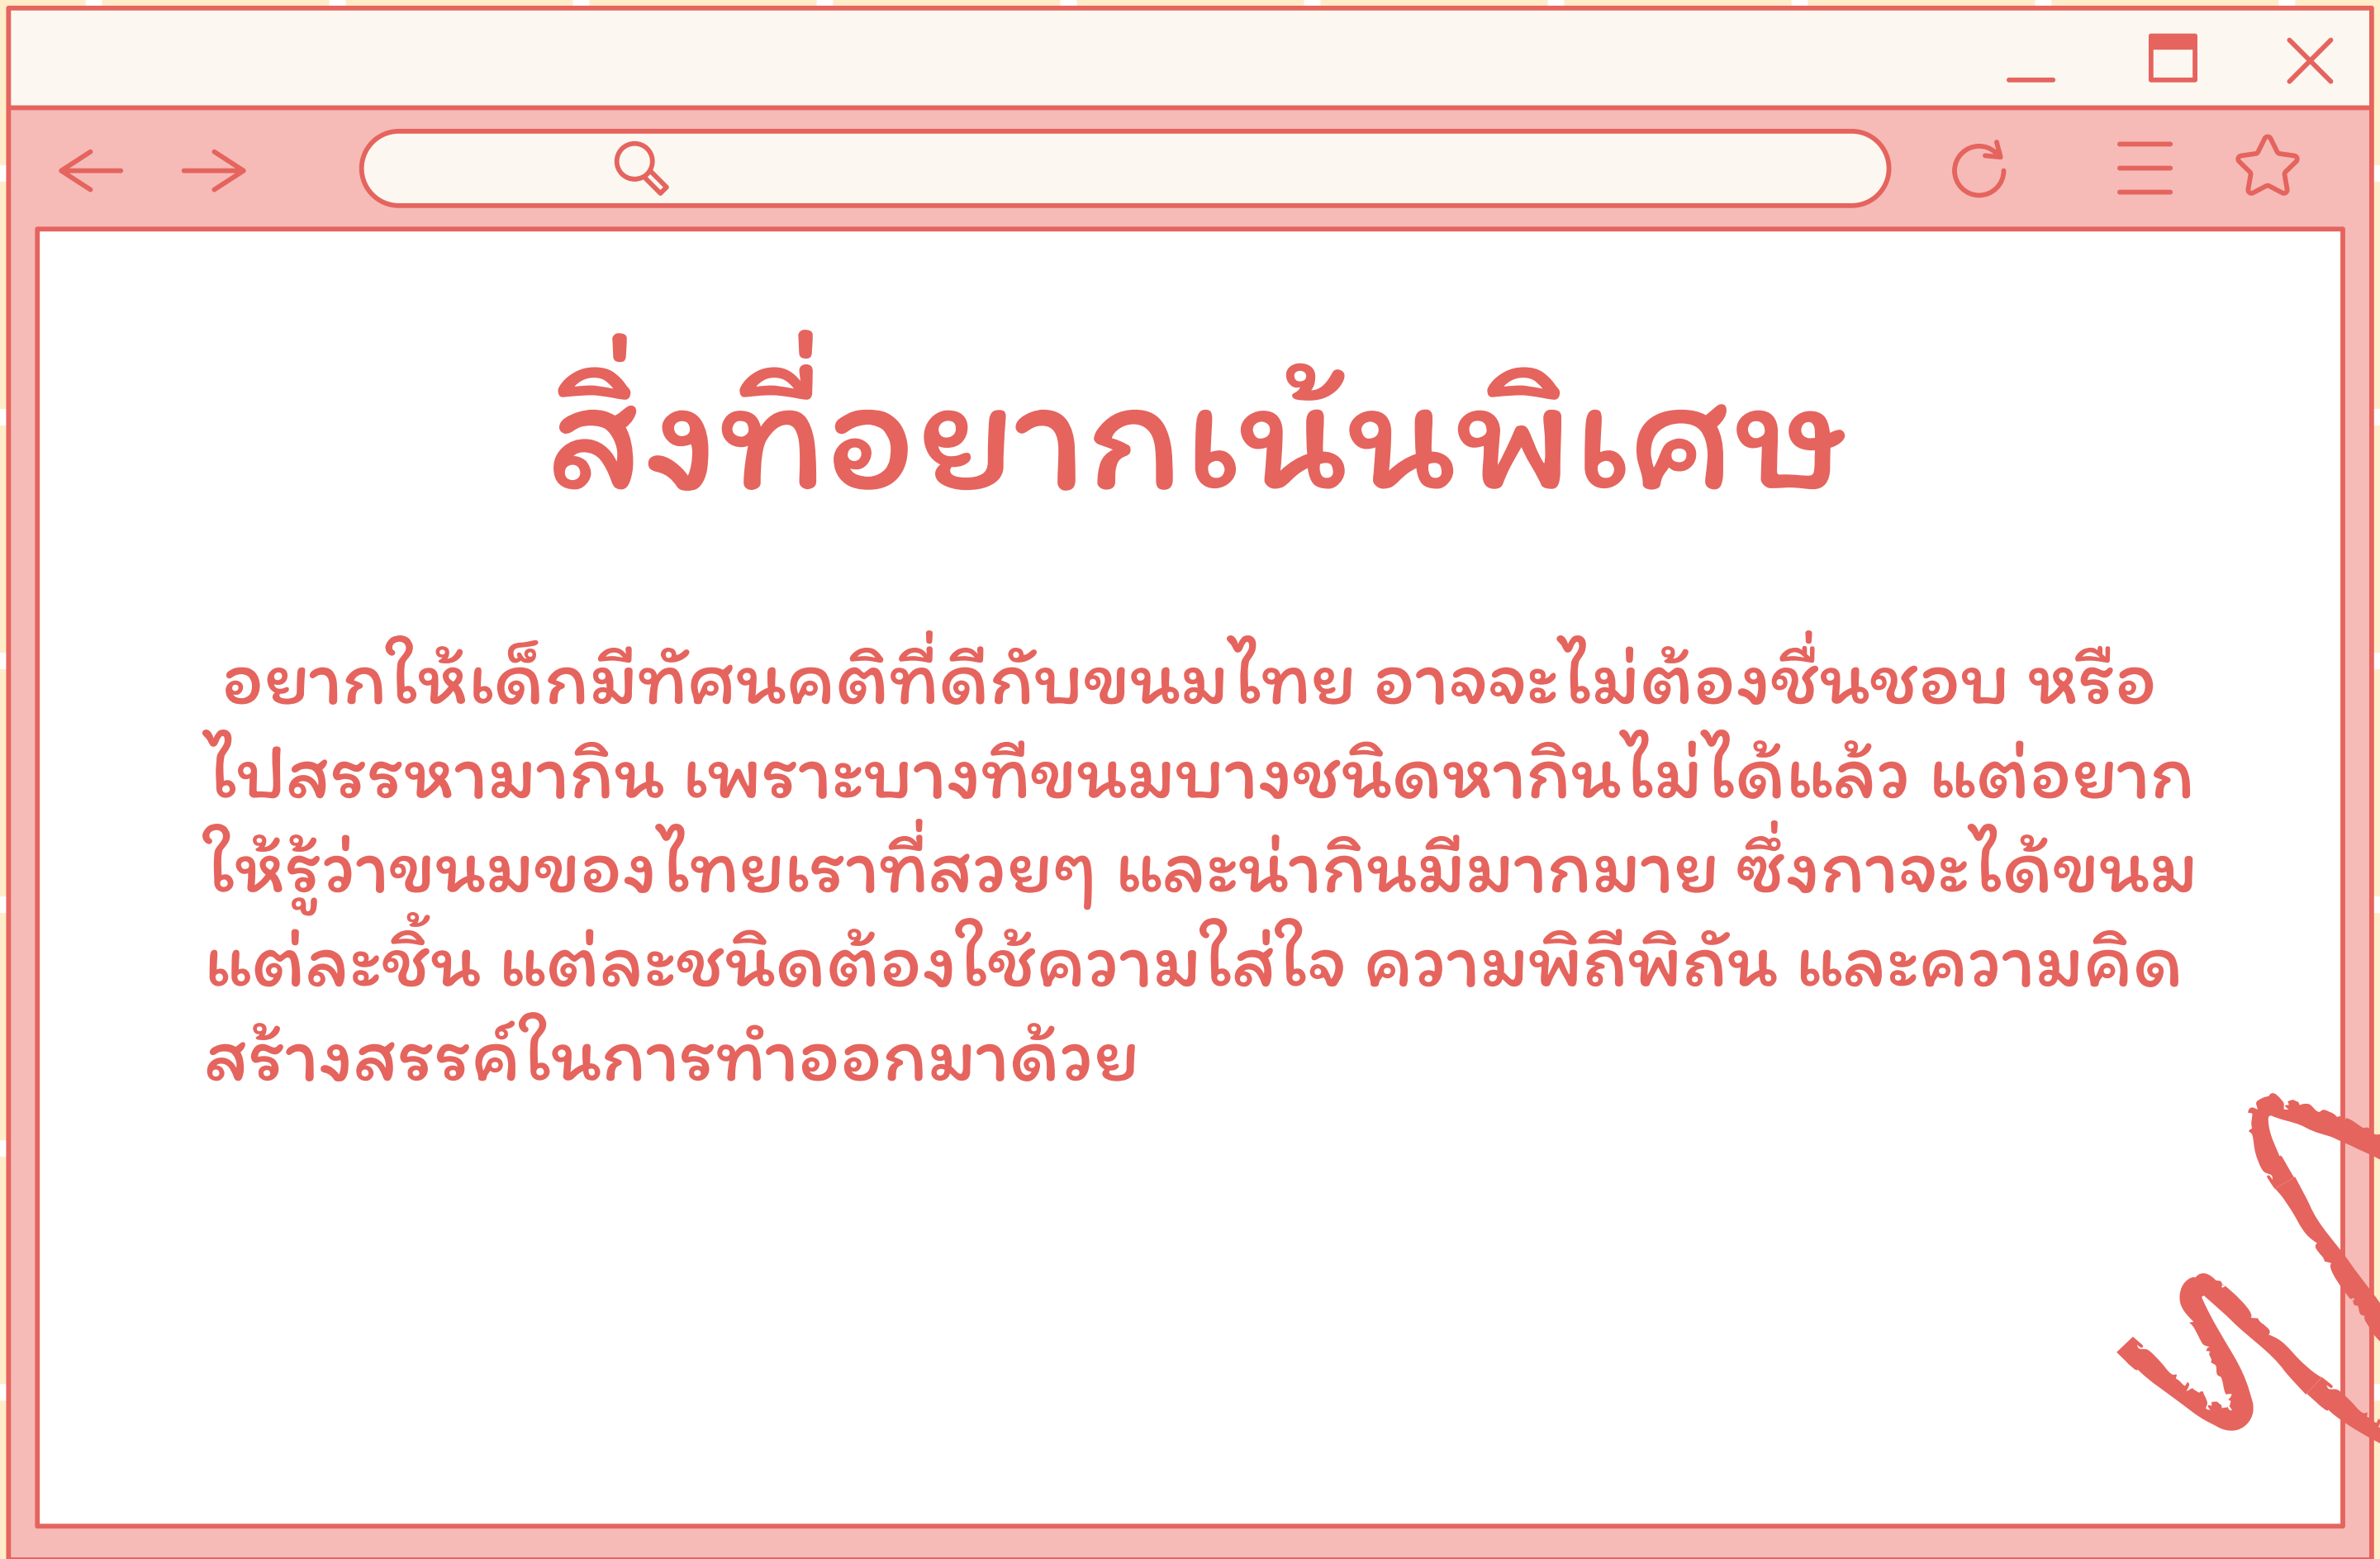 สิ่งที่อยากเน้นพิเศษ
อยากให้เด็กมีทัศนคติที่ดีกับขนมไทย อาจจะไม่ต้องชื่นชอบ หรือ
ไปสรรหามากิน เพราะบางทีขนมบางชนิดหากินไม่ได้แล้ว แต่อยาก
ให้รู้ว่าขนมของไทยเราที่สวยๆ และน่ากินมีมากมาย ซึ่งกาจะได้ขนม
แต่ละชิ้น แต่ละชนิดต้องใช้ความใส่ใจ ความพิถีพิถัน และความคิด
สร้างสรรค์ในการทำออกมาด้วย